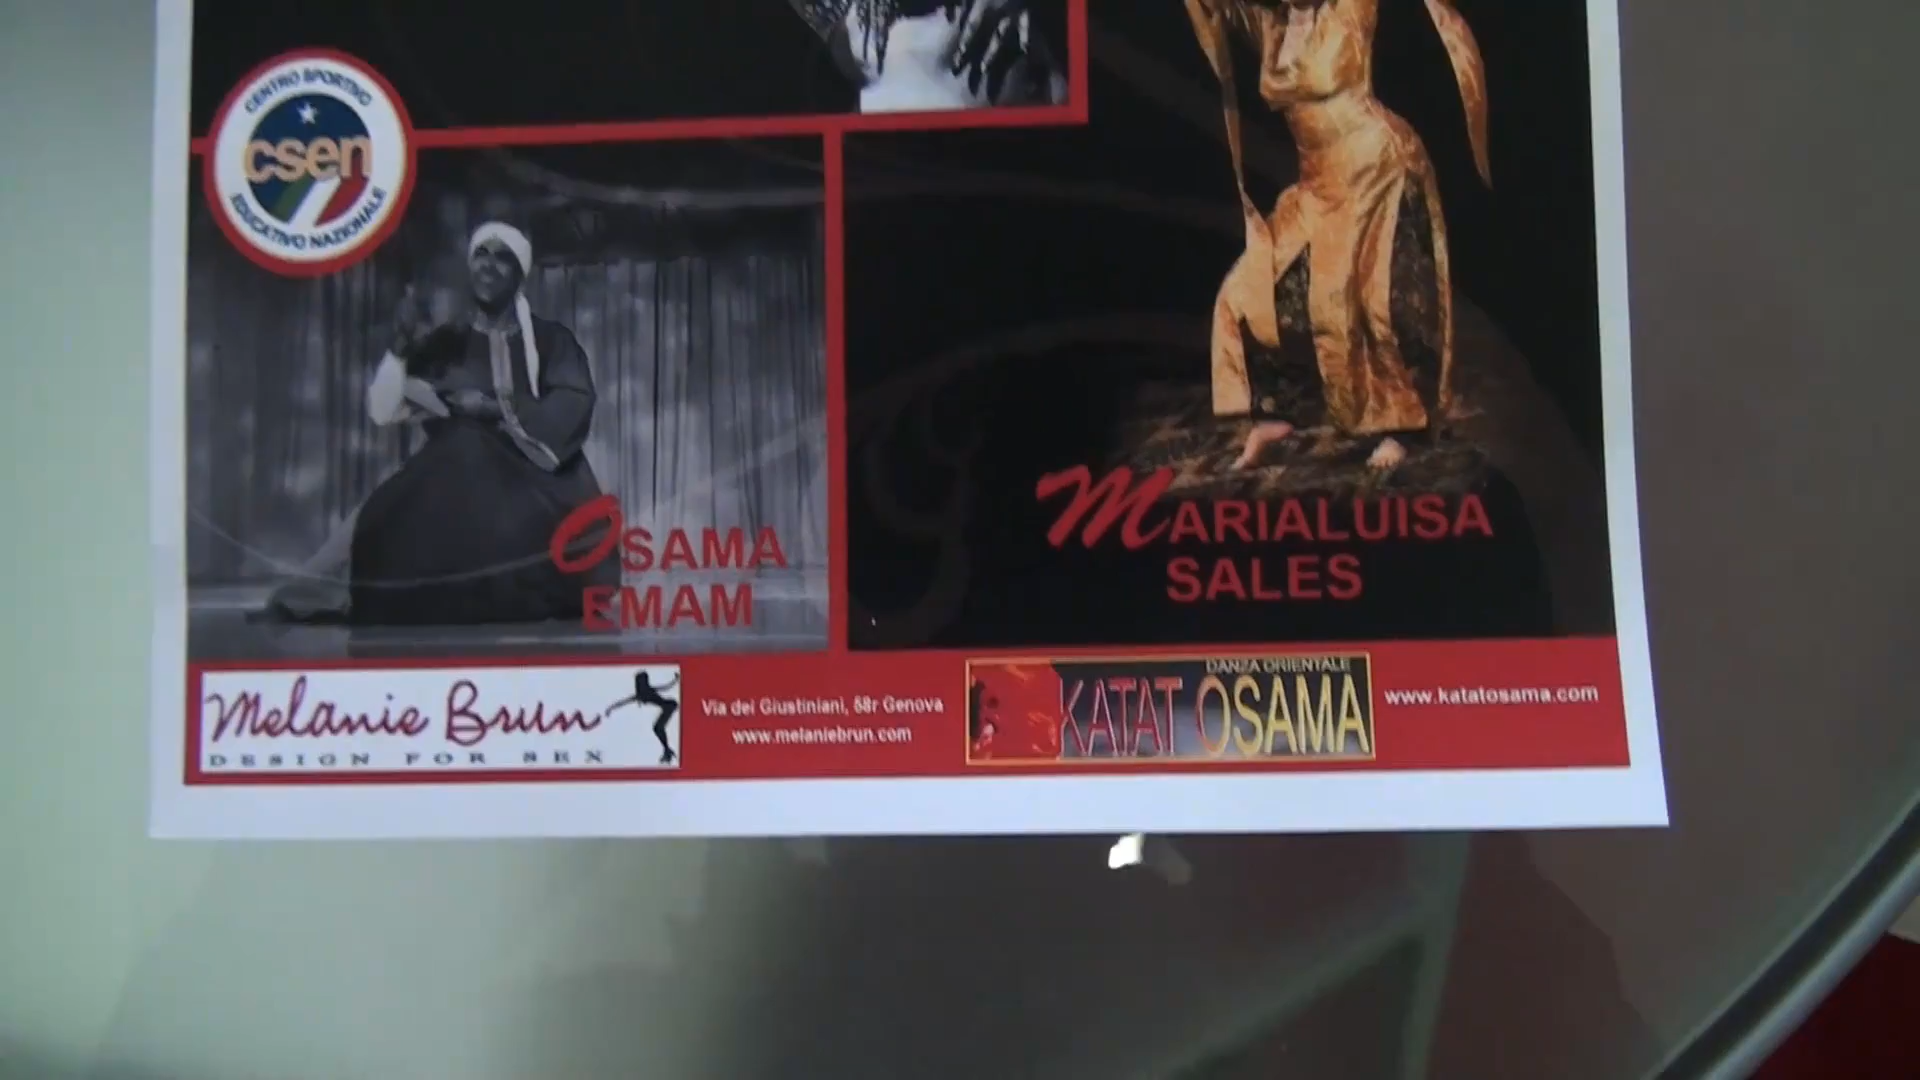 CENTRO SPORTIVO
csen
EDUCATIVO NAZIONALE
OSAMA
EMAM
MARIALUISA
SALES
Melanie Brun
DESIGN FOR SEX
Via dei Giustiniani, 58r Genova
www.melaniebrun.com
DANZA ORIENTALE
KATAT OSAMA
www.katatosama.com